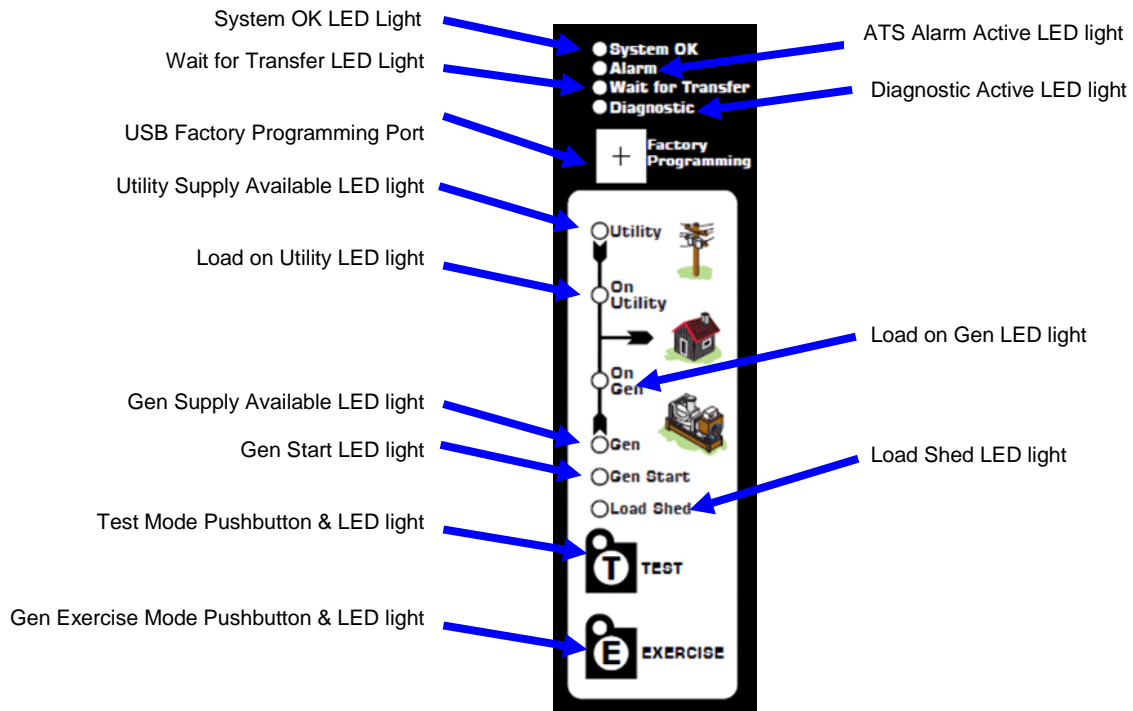 System OK LED Light
Wait for Transfer LED Light
USB Factory Programming Port
Utility Supply Available LED light
Load on Utility LED light
Gen Supply Available LED light
Gen Start LED light
Test Mode Pushbutton & LED light
Gen Exercise Mode Pushbutton & LED light
System OK
Alarm
Wait for Transfer
Diagnostic
+
Factory
Programming
Utility
On
Utility
On
Gen
Gen
Gen Start
Load Shed
T TEST
E EXERCISE
ATS Alarm Active LED light
Diagnostic Active LED light
Load on Gen LED light
Load Shed LED light